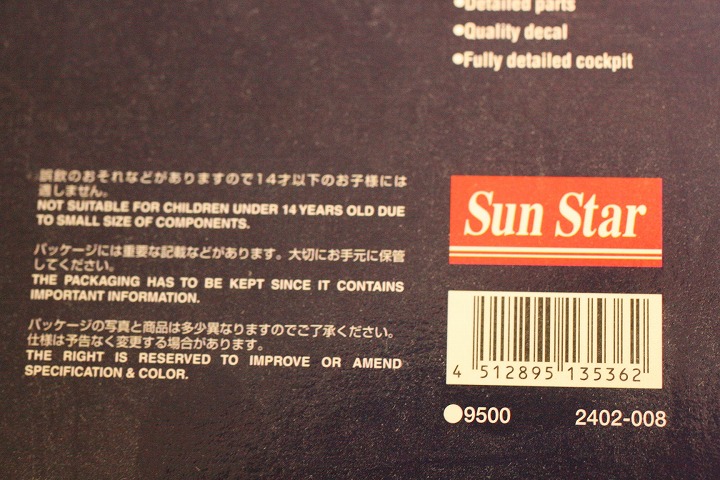 ●Detailed parts
●Quality decal
●Fully detailed cockpit
誤飲のおそれなどがありますので14才以下のお子様には
適しません。
NOT SUITABLE FOR CHILDREN UNDER 14 YEARS OLD DUE
TO SMALL SIZE OF COMPONENTS.
パッケージには重要な記載などがあります。大切にお手元に保管
してください。
THE PACKAGING HAS TO BE KEPT SINCE IT CONTAINS
IMPORTANT INFORMATION.
パッケージの写真と商品は多少異なりますのでご了承ください。
仕様は予告なく変更する場合があります。
THE RIGHT IS RESERVED TO IMPROVE OR AMEND
SPECIFICATION & COLOR.
Sun Star
4 512895 135362
●9500 2402-008